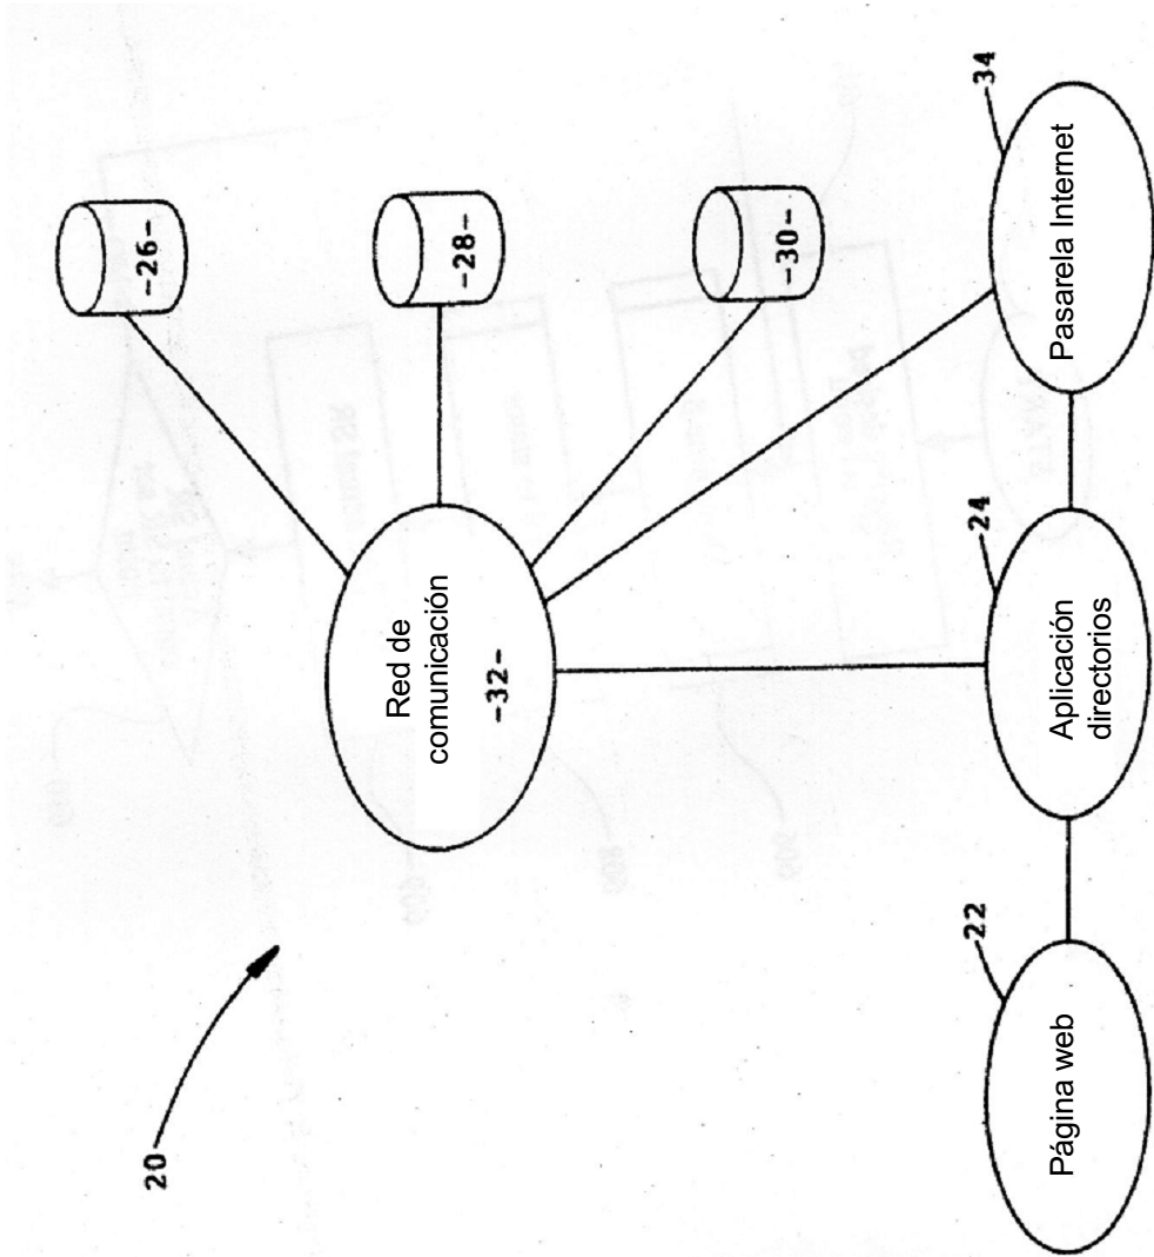 20
-26-
Red de
comunicación
-32-
-28-
-30-
22
24
34
Página web
Aplicación
directorios
Pasarela Internet